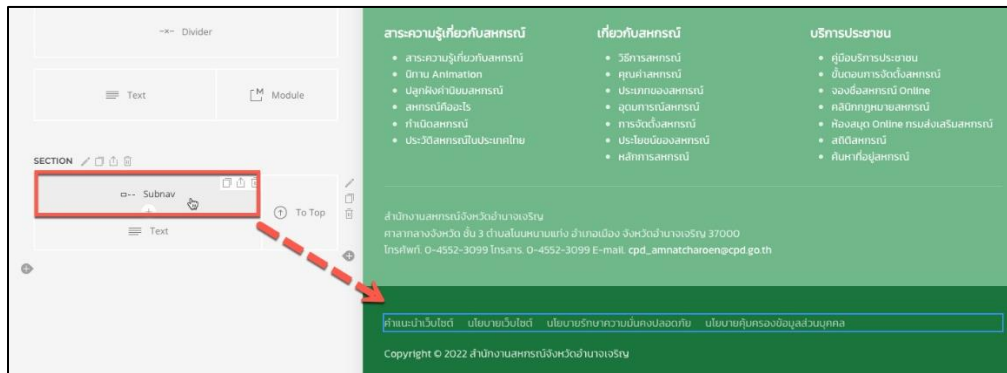 Divider
Text
Module
SECTION
Subnav
To Top
Text
สาระความรู้เกี่ยวกับสหกรณ์
สาระความรู้เกี่ยวกับสหกรณ์
นิทาน Animation
ปลูกฝังค่านิยมสหกรณ์
สหกรณ์คืออะไร
กำเนิดสหกรณ์
ประวัติสหกรณ์ในประเทศไทย
เกี่ยวกับสหกรณ์
วิธีการสหกรณ์
คุณค่าสหกรณ์
ประเภทของสหกรณ์
อุดมการณ์สหกรณ์
การจัดตั้งสหกรณ์
ประโยชน์ของสหกรณ์
หลักการสหกรณ์
บริการประชาชน
คู่มือบริการประชาชน
ขั้นตอนการจัดตั้งสหกรณ์
จองชื่อสหกรณ์ Online
คลินิกกฎหมายสหกรณ์
ห้องสมุด Online กรมส่งเสริมสหกรณ์
สถิติสหกรณ์
ค้นหาที่อยู่สหกรณ์
สำนักงานสหกรณ์จังหวัดอำนาจเจริญ
ศาลากลางจังหวัด ชั้น 3 ตำบลโนนหนามแท่ง อำเภอเมือง จังหวัดอำนาจเจริญ 37000
โทรศัพท์. 0-4552-3099 โทรสาร. 0-4552-3099 E-mail. cpd_amnatcharoen@cpd.go.th
คำแนะนำเว็บไซต์ นโยบายเว็บไซต์ นโยบายรักษาความมั่นคงปลอดภัย นโยบายคุ้มครองข้อมูลส่วนบุคคล
Copyright © 2022 สำนักงานสหกรณ์จังหวัดอำนาจเจริญ